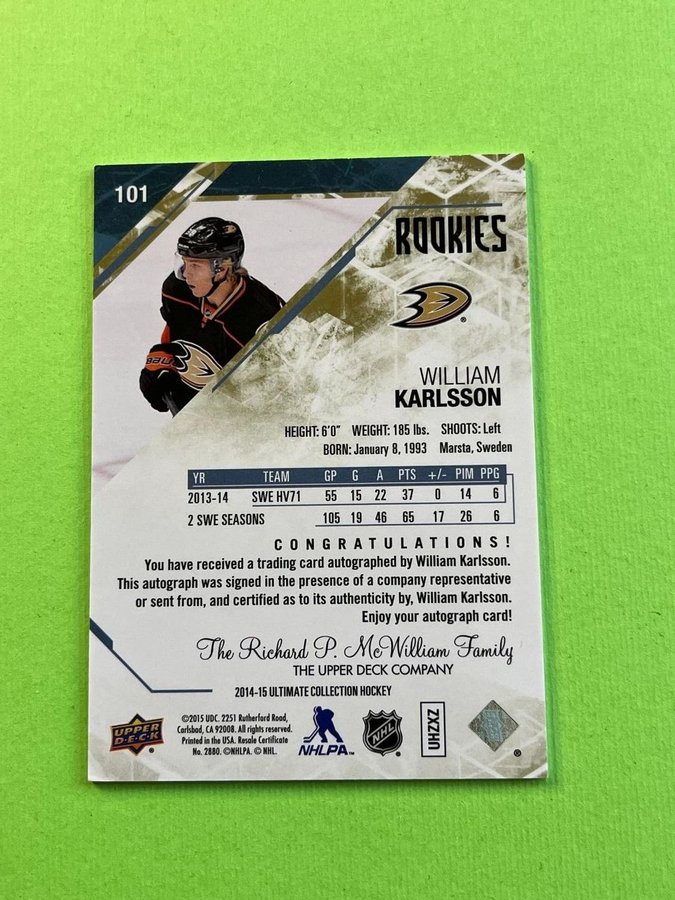 101
ROOKIES
®
WILLIAM
KARLSSON
HEIGHT: 6'0" WEIGHT: 185 lbs. SHOOTS: Left
BORN: January 8, 1993 Marsta, Sweden
YR TEAM GP G A PTS +/- PIM PPG
2013-14 SWE HV71 55 15 22 37 0 14 6
2 SWE SEASONS 105 19 46 65 17 26 6
CONGRATULATIONS!
You have received a trading card autographed by William Karlsson.
This autograph was signed in the presence of a company representative
or sent from, and certified as to its authenticity by, William Karlsson.
Enjoy your autograph card!
The Richard P. McWilliam Family
THE UPPER DECK COMPANY
2014-15 ULTIMATE COLLECTION HOCKEY
UPPER
D·E·C·K
®
©2015 UDC. 2251 Rutherford Road,
Carlsbad, CA 92008. All rights reserved.
Printed in the USA. Resale Certificate
No. 2880. ©NHLPA. © NHL.
NHLPA™
NHL
UHZXZ
®